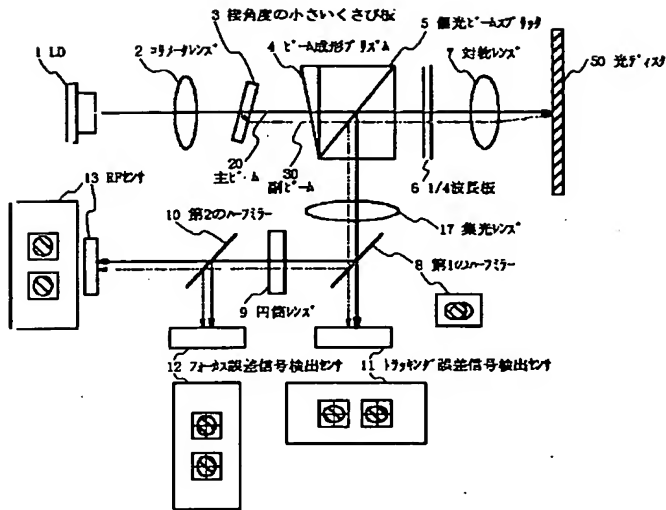 3 稜角度の小さいくさび板
5 偏光ビームスプリッタ
1 LD
2 コリメータレンズ
4 ビーム成形プリズム
7 対物レンズ
50 光ディスク
20
主ビーム
30
副ビーム
6 1/4波長板
13 RFセンサ
10 第2のハーフミラー
17 集光レンズ
8 第1のハーフミラー
9 円筒レンズ
12 フォーカス誤差信号検出センサ
11 トラッキング誤差信号検出センサ